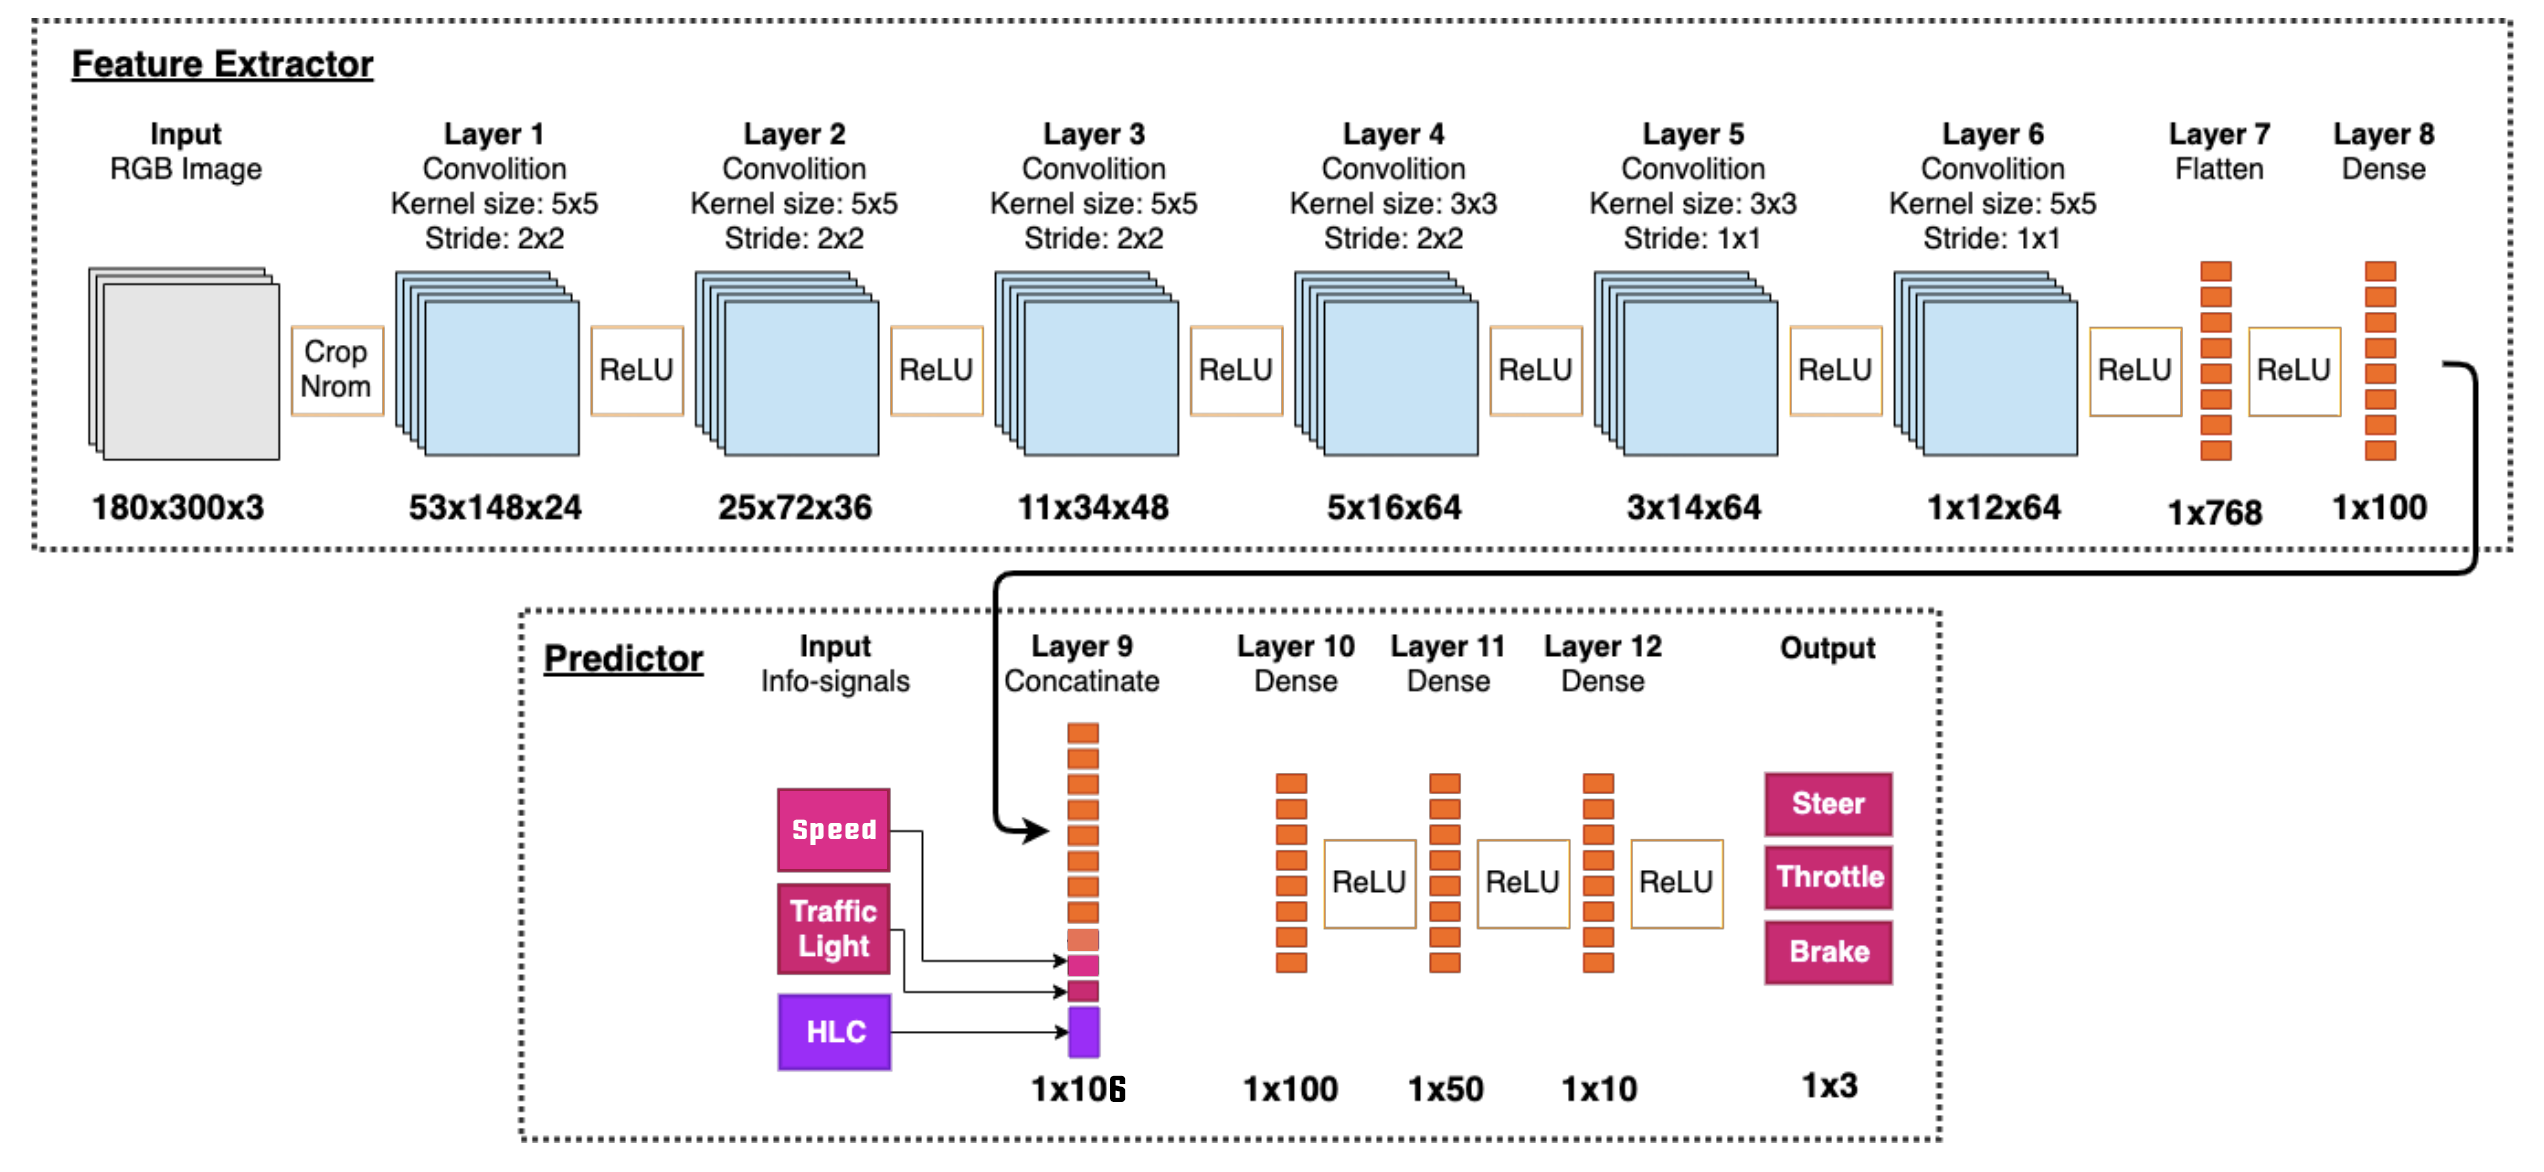 Feature Extractor
Input
RGB Image
Layer 1
Convolition
Kernel size: 5x5
Stride: 2x2
Layer 2
Convolition
Kernel size: 5x5
Stride: 2x2
Layer 3
Convolition
Kernel size: 5x5
Stride: 2x2
Layer 4
Convolition
Kernel size: 3x3
Stride: 2x2
Layer 5
Convolition
Kernel size: 3x3
Stride: 1x1
Layer 6
Convolition
Kernel size: 5x5
Stride: 1x1
Layer 7
Flatten
Layer 8
Dense
Crop
Nrom
ReLU
ReLU
ReLU
ReLU
ReLU
ReLU
ReLU
180x300x3
53x148x24
25x72x36
11x34x48
5x16x64
3x14x64
1x12x64
1x768
1x100
Predictor
Input
Info-signals
Layer 9
Concatinate
Layer 10
Dense
Layer 11
Dense
Layer 12
Dense
Output
Speed
Traffic
Light
HLC
ReLU
ReLU
ReLU
Steer
Throttle
Brake
1x106
1x100
1x50
1x10
1x3